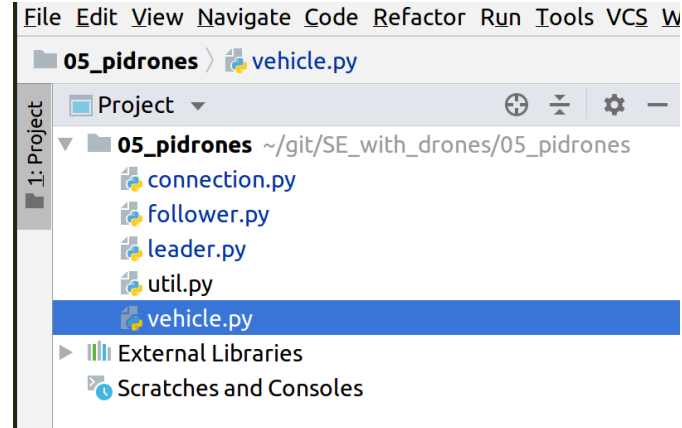 File Edit View Navigate Code Refactor Run Tools VCS W
05_pidrones vehicle.py
1: Project
Project
05_pidrones ~/git/SE_with_drones/05_pidrones
connection.py
follower.py
leader.py
util.py
vehicle.py
External Libraries
Scratches and Consoles